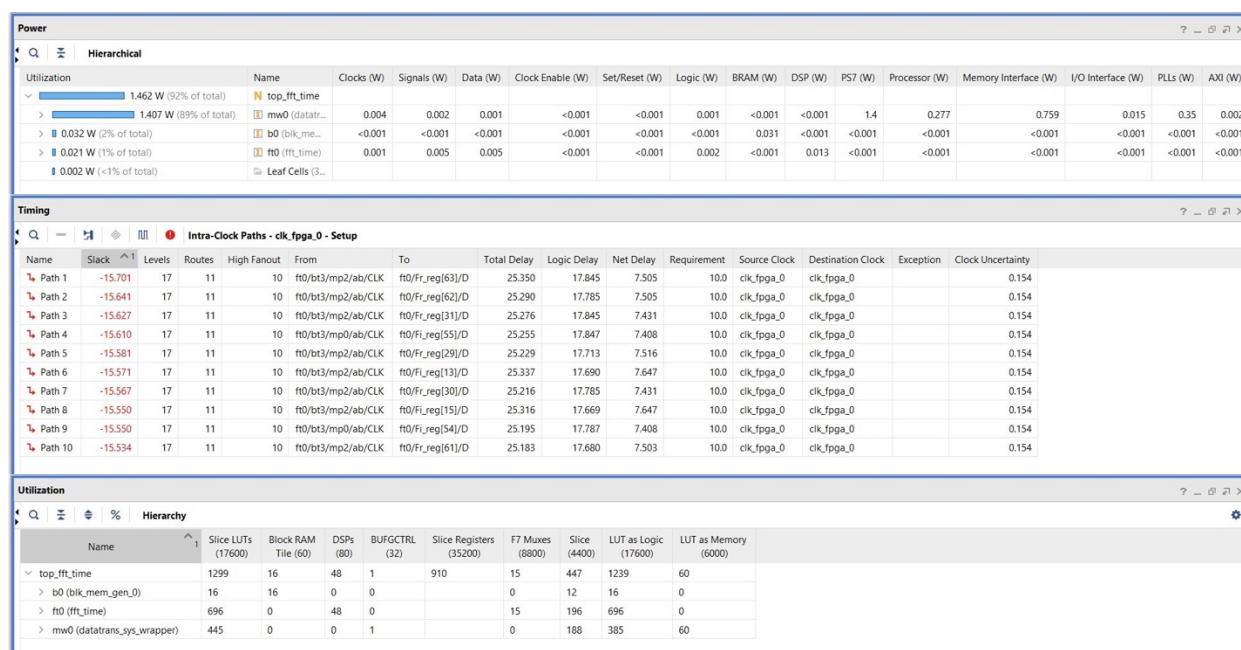 Power
Hierarchical
Utilization Name Clocks (W) Signals (W) Data (W) Clock Enable (W) Set/Reset (W) Logic (W) BRAM (W) DSP (W) PS7 (W) Processor (W) Memory Interface (W) I/O Interface (W) PLLs (W) AXI (W)
1.462 W (92% of total) N top_fft_time
1.407 W (89% of total) mw0 (datatr... 0.004 0.002 0.001 <0.001 <0.001 0.001 <0.001 <0.001 1.4 0.277 0.759 0.015 0.35 0.002
0.032 W (2% of total) b0 (blk_me... <0.001 <0.001 <0.001 <0.001 <0.001 <0.001 0.031 <0.001 <0.001 <0.001 <0.001 <0.001 <0.001 <0.001
0.021 W (1% of total) ft0 (fft_time) 0.001 0.005 0.005 <0.001 <0.001 0.002 <0.001 0.013 <0.001 <0.001 <0.001 <0.001 <0.001 <0.001
0.002 W (<1% of total) Leaf Cells (3...
Timing
Intra-Clock Paths - clk_fpga_0 - Setup
Name Slack ^1 Levels Routes High Fanout From To Total Delay Logic Delay Net Delay Requirement Source Clock Destination Clock Exception Clock Uncertainty
Path 1 -15.701 17 11 10 ft0/bt3/mp2/ab/CLK ft0/Fr_reg[63]/D 25.350 17.845 7.505 10.0 clk_fpga_0 clk_fpga_0 0.154
Path 2 -15.641 17 11 10 ft0/bt3/mp2/ab/CLK ft0/Fr_reg[62]/D 25.290 17.785 7.505 10.0 clk_fpga_0 clk_fpga_0 0.154
Path 3 -15.627 17 11 10 ft0/bt3/mp2/ab/CLK ft0/Fr_reg[31]/D 25.276 17.845 7.431 10.0 clk_fpga_0 clk_fpga_0 0.154
Path 4 -15.610 17 11 10 ft0/bt3/mp0/ab/CLK ft0/Fi_reg[55]/D 25.255 17.847 7.408 10.0 clk_fpga_0 clk_fpga_0 0.154
Path 5 -15.581 17 11 10 ft0/bt3/mp2/ab/CLK ft0/Fr_reg[29]/D 25.229 17.713 7.516 10.0 clk_fpga_0 clk_fpga_0 0.154
Path 6 -15.571 17 11 10 ft0/bt3/mp2/ab/CLK ft0/Fi_reg[13]/D 25.337 17.690 7.647 10.0 clk_fpga_0 clk_fpga_0 0.154
Path 7 -15.567 17 11 10 ft0/bt3/mp2/ab/CLK ft0/Fr_reg[30]/D 25.216 17.785 7.431 10.0 clk_fpga_0 clk_fpga_0 0.154
Path 8 -15.550 17 11 10 ft0/bt3/mp2/ab/CLK ft0/Fi_reg[15]/D 25.316 17.669 7.647 10.0 clk_fpga_0 clk_fpga_0 0.154
Path 9 -15.550 17 11 10 ft0/bt3/mp0/ab/CLK ft0/Fi_reg[54]/D 25.195 17.787 7.408 10.0 clk_fpga_0 clk_fpga_0 0.154
Path 10 -15.534 17 11 10 ft0/bt3/mp2/ab/CLK ft0/Fr_reg[61]/D 25.183 17.680 7.503 10.0 clk_fpga_0 clk_fpga_0 0.154
Utilization
% Hierarchy
Name ^1 Slice LUTs (17600) Block RAM Tile (60) DSPs (80) BUFGCTRL (32) Slice Registers (35200) F7 Muxes (8800) Slice (4400) LUT as Logic (17600) LUT as Memory (6000)
top_fft_time 1299 16 48 1 910 15 447 1239 60
b0 (blk_mem_gen_0) 16 16 0 0 0 12 16 0
ft0 (fft_time) 696 0 48 0 15 196 696 0
mw0 (datatrans_sys_wrapper) 445 0 0 1 0 188 385 60